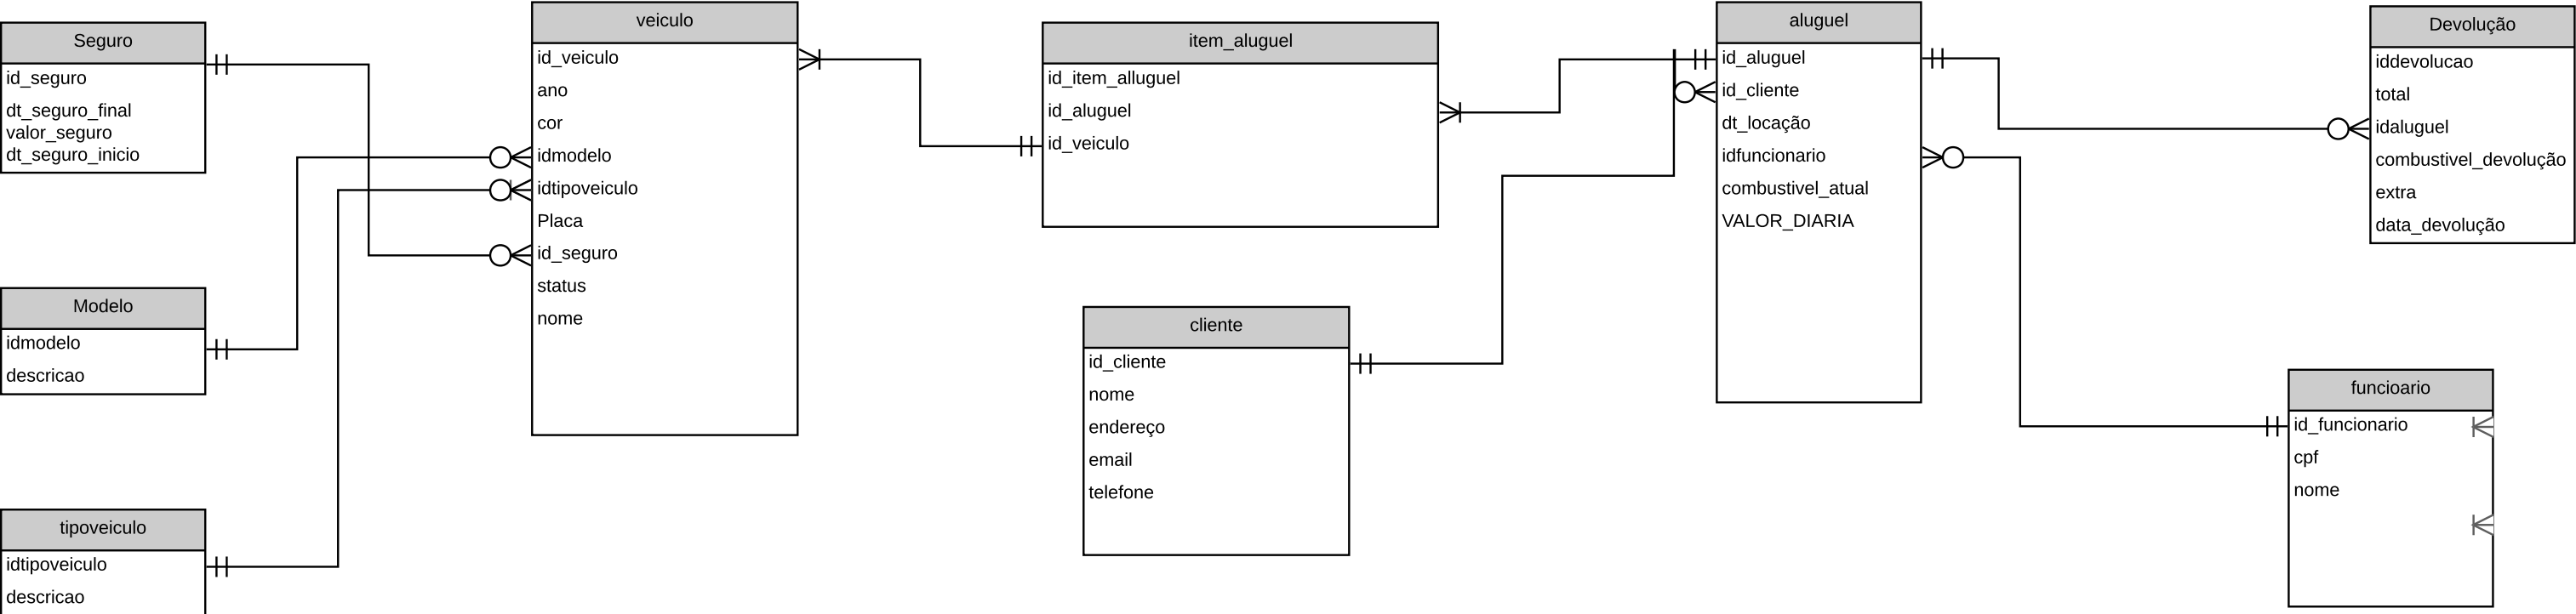 Seguro
id_seguro
dt_seguro_final
valor_seguro
dt_seguro_inicio
Modelo
idmodelo
descricao
tipoveiculo
idtipoveiculo
descricao
veiculo
id_veiculo
ano
cor
idmodelo
idtipoveiculo
Placa
id_seguro
status
nome
item_aluguel
id_item_alluguel
id_aluguel
id_veiculo
cliente
id_cliente
nome
endereço
email
telefone
aluguel
id_aluguel
id_cliente
dt_locação
idfuncionario
combustivel_atual
VALOR_DIARIA
Devolução
iddevolucao
total
idaluguel
combustivel_devolução
extra
data_devolução
funcioario
id_funcionario
cpf
nome